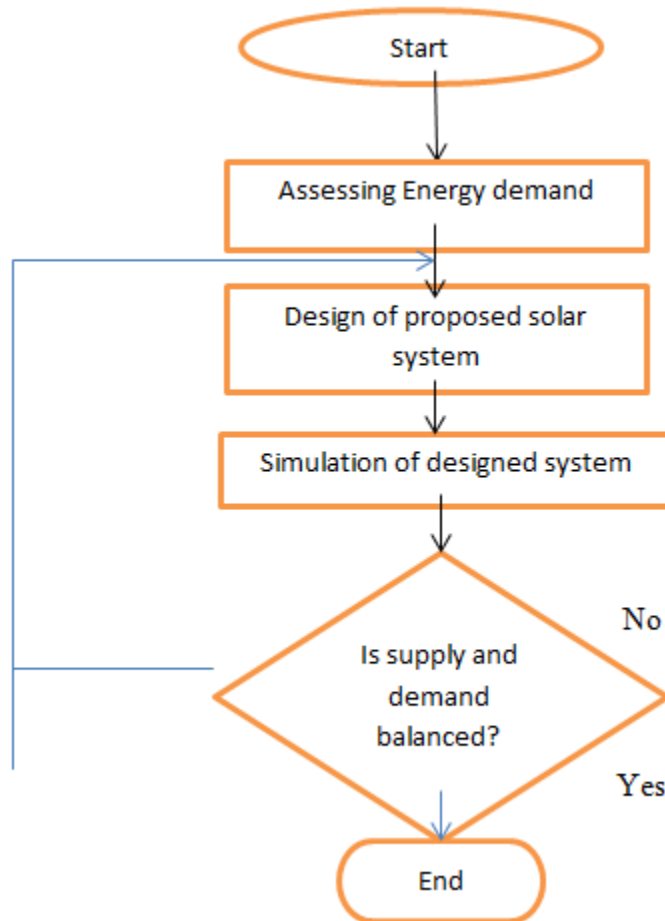 Start
Assessing Energy demand
Design of proposed solar
system
Simulation of designed system
No
Is supply and
demand
balanced?
Yes
End